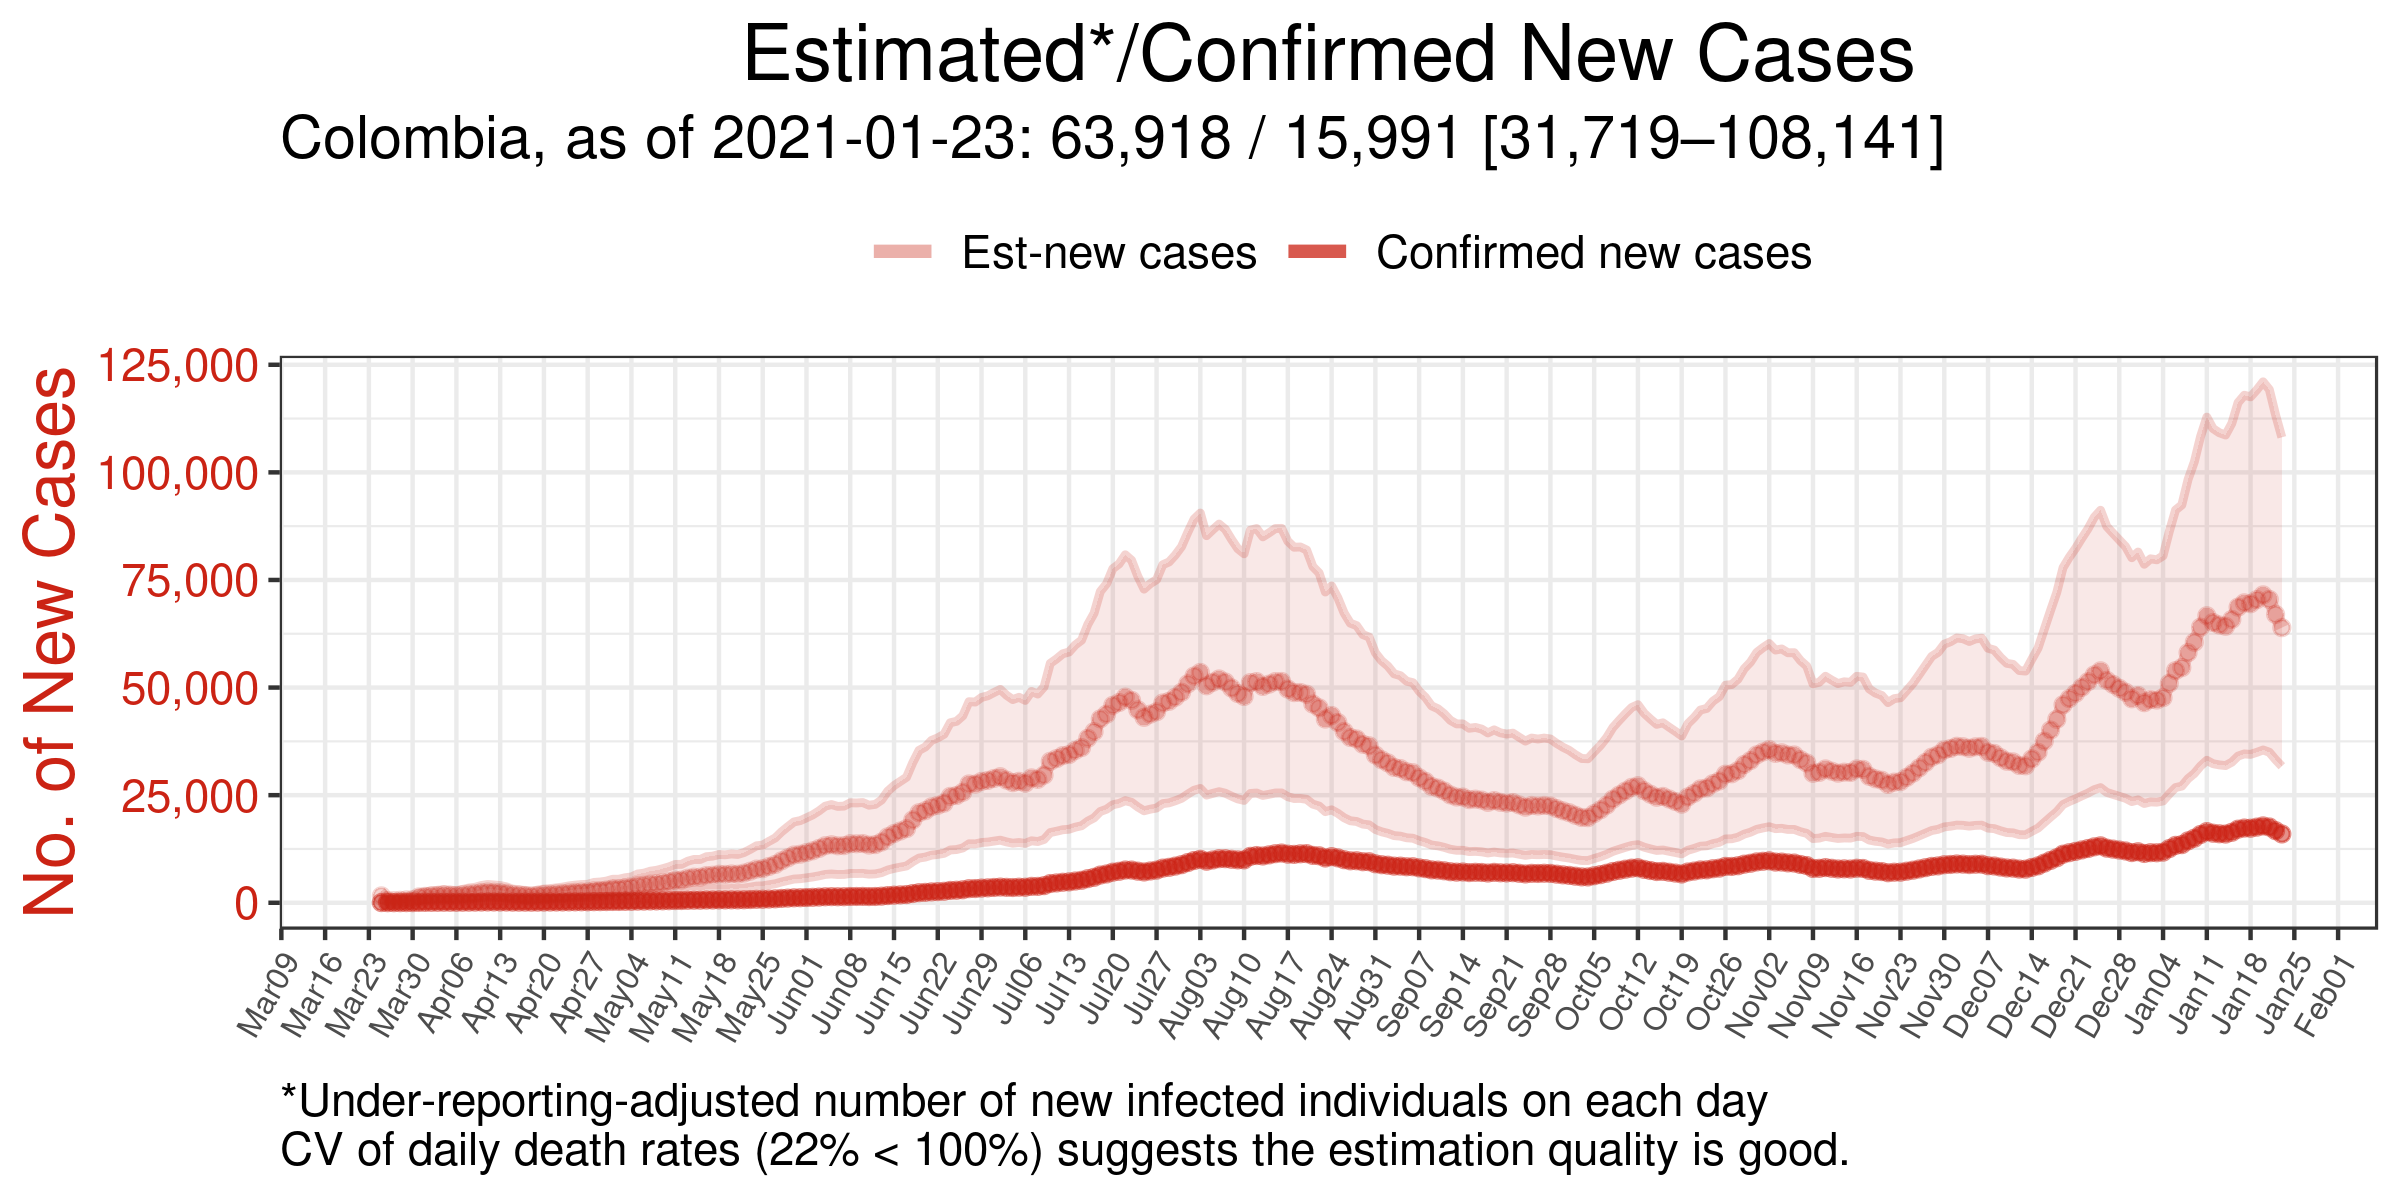 Estimated*/Confirmed New Cases
Colombia, as of 2021-01-23: 63,918 / 15,991 [31,719–108,141]
Est-new cases Confirmed new cases
No. of New Cases
125,000
100,000
75,000
50,000
25,000
0
Mar09 Mar16 Mar23 Mar30 Apr06 Apr13 Apr20 Apr27 May04 May11 May18 May25 Jun01 Jun08 Jun15 Jun22 Jun29 Jul06 Jul13 Jul20 Jul27 Aug03 Aug10 Aug17 Aug24 Aug31 Sep07 Sep14 Sep21 Sep28 Oct05 Oct12 Oct19 Oct26 Nov02 Nov09 Nov16 Nov23 Nov30 Dec07 Dec14 Dec21 Dec28 Jan04 Jan11 Jan18 Jan25 Feb01
*Under-reporting-adjusted number of new infected individuals on each day
CV of daily death rates (22% < 100%) suggests the estimation quality is good.